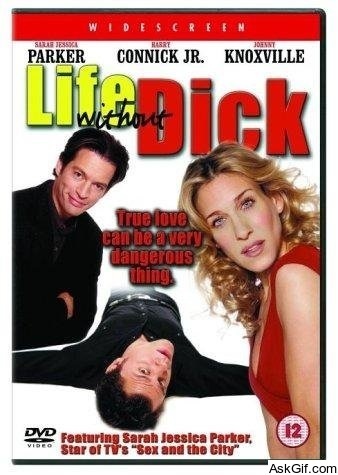 WIDESCREEN
SARAH JESSICA HARRY JOHNNY
PARKER CONNICK JR. KNOXVILLE
Life
without
Dick
True love
can be a very
dangerous
thing.
DVD
VIDEO
12
Featuring Sarah Jessica Parker,
Star of TV's "Sex and the City"
AskGif.com